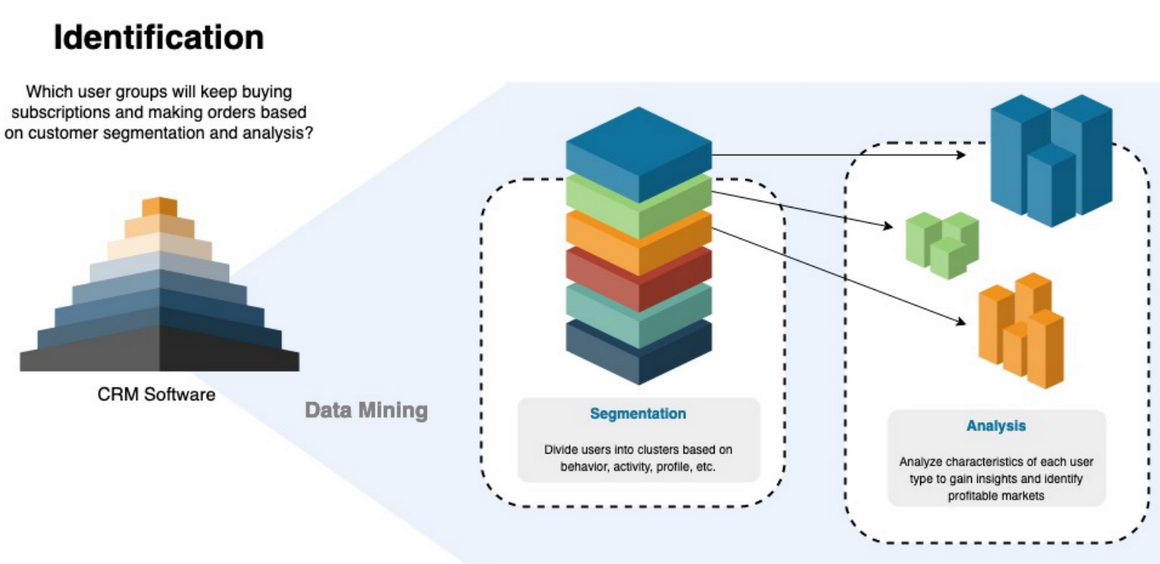 Identification
Which user groups will keep buying
subscriptions and making orders based
on customer segmentation and analysis?
CRM Software
Data Mining
Segmentation
Divide users into clusters based on
behavior, activity, profile, etc.
Analysis
Analyze characteristics of each user
type to gain insights and identify
profitable markets